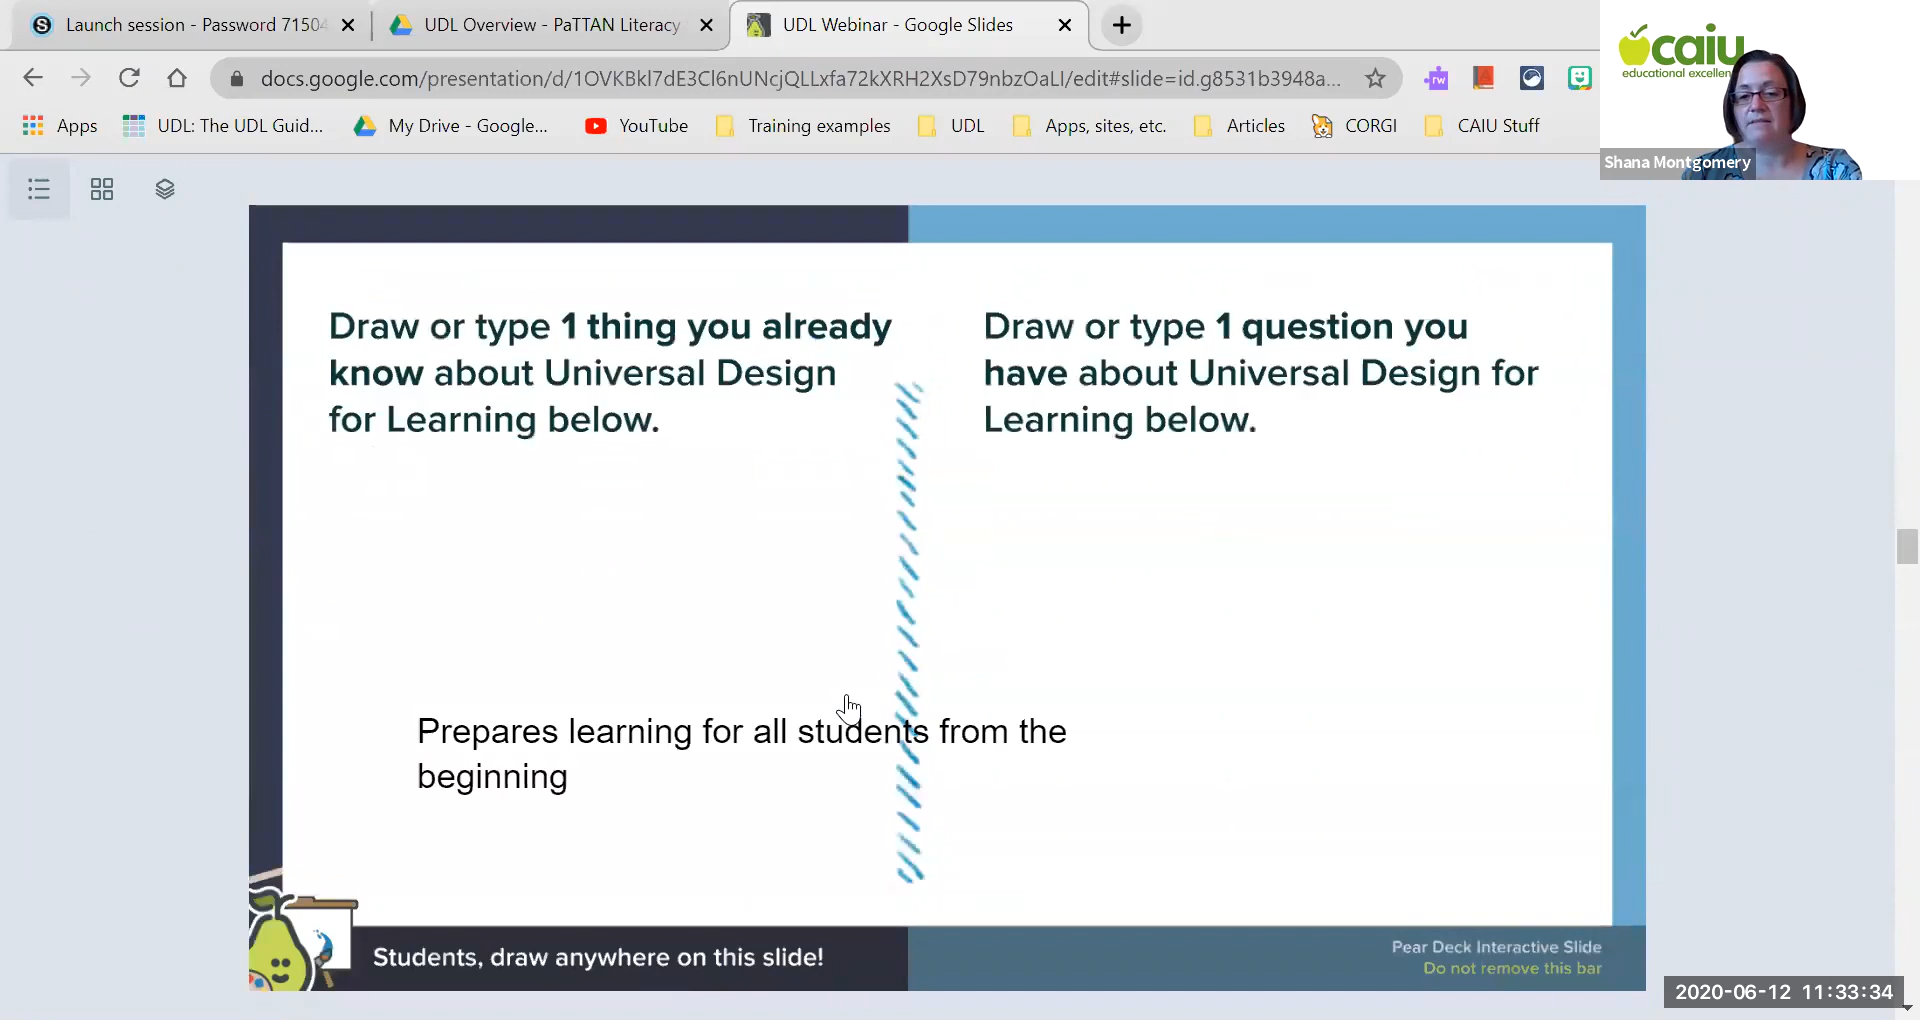 Launch session - Password 71504
UDL Overview - PaTTAN Literacy
UDL Webinar - Google Slides
docs.google.com/presentation/d/1OVKBkl7dE3Cl6nUNcjQLLxfa72kXRH2XsD79nbzOaLI/edit#slide=id.g8531b3948a...
Apps
UDL: The UDL Guid...
My Drive - Google...
YouTube
Training examples
UDL
Apps, sites, etc.
Articles
CORGI
CAIU Stuff
caiu
educational excellen
Shana Montgomery
Draw or type 1 thing you already
know about Universal Design
for Learning below.
Draw or type 1 question you
have about Universal Design for
Learning below.
Prepares learning for all students from the
beginning
Students, draw anywhere on this slide!
Pear Deck Interactive Slide
Do not remove this bar
2020-06-12 11:33:34